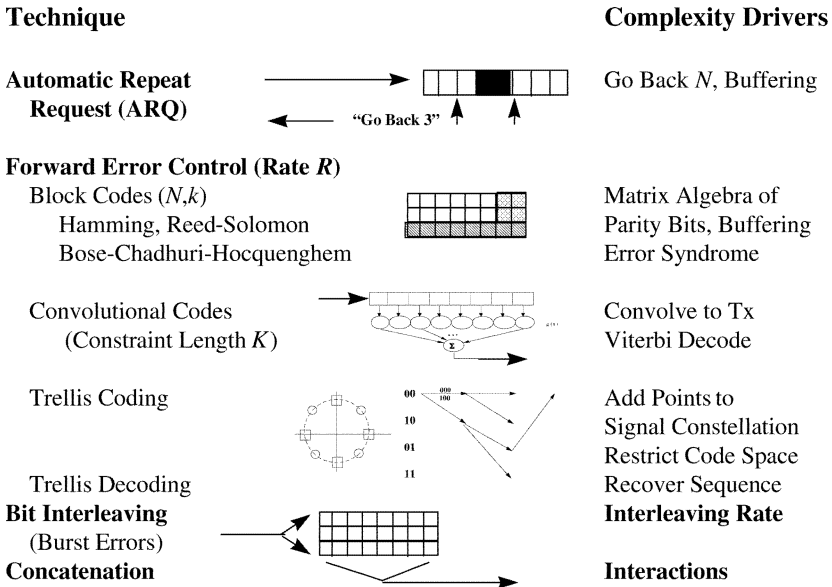 Technique Complexity Drivers
Automatic Repeat Go Back N, Buffering
Request (ARQ)
"Go Back 3"
Forward Error Control (Rate R)
Block Codes (N,k) Matrix Algebra of
Hamming, Reed-Solomon Parity Bits, Buffering
Bose-Chadhuri-Hocquenghem Error Syndrome
Convolutional Codes Convolve to Tx
(Constraint Length K) Σ Viterbi Decode
Trellis Coding 00 000 Add Points to
100
10 Signal Constellation
01 Restrict Code Space
Trellis Decoding 11 Recover Sequence
Bit Interleaving Interleaving Rate
(Burst Errors)
Concatenation Interactions